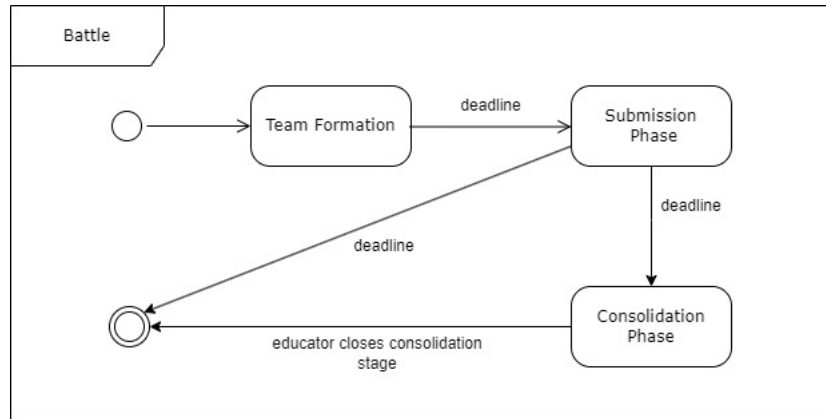 Battle
deadline
Team Formation
Submission
Phase
deadline
deadline
Consolidation
Phase
educator closes consolidation
stage